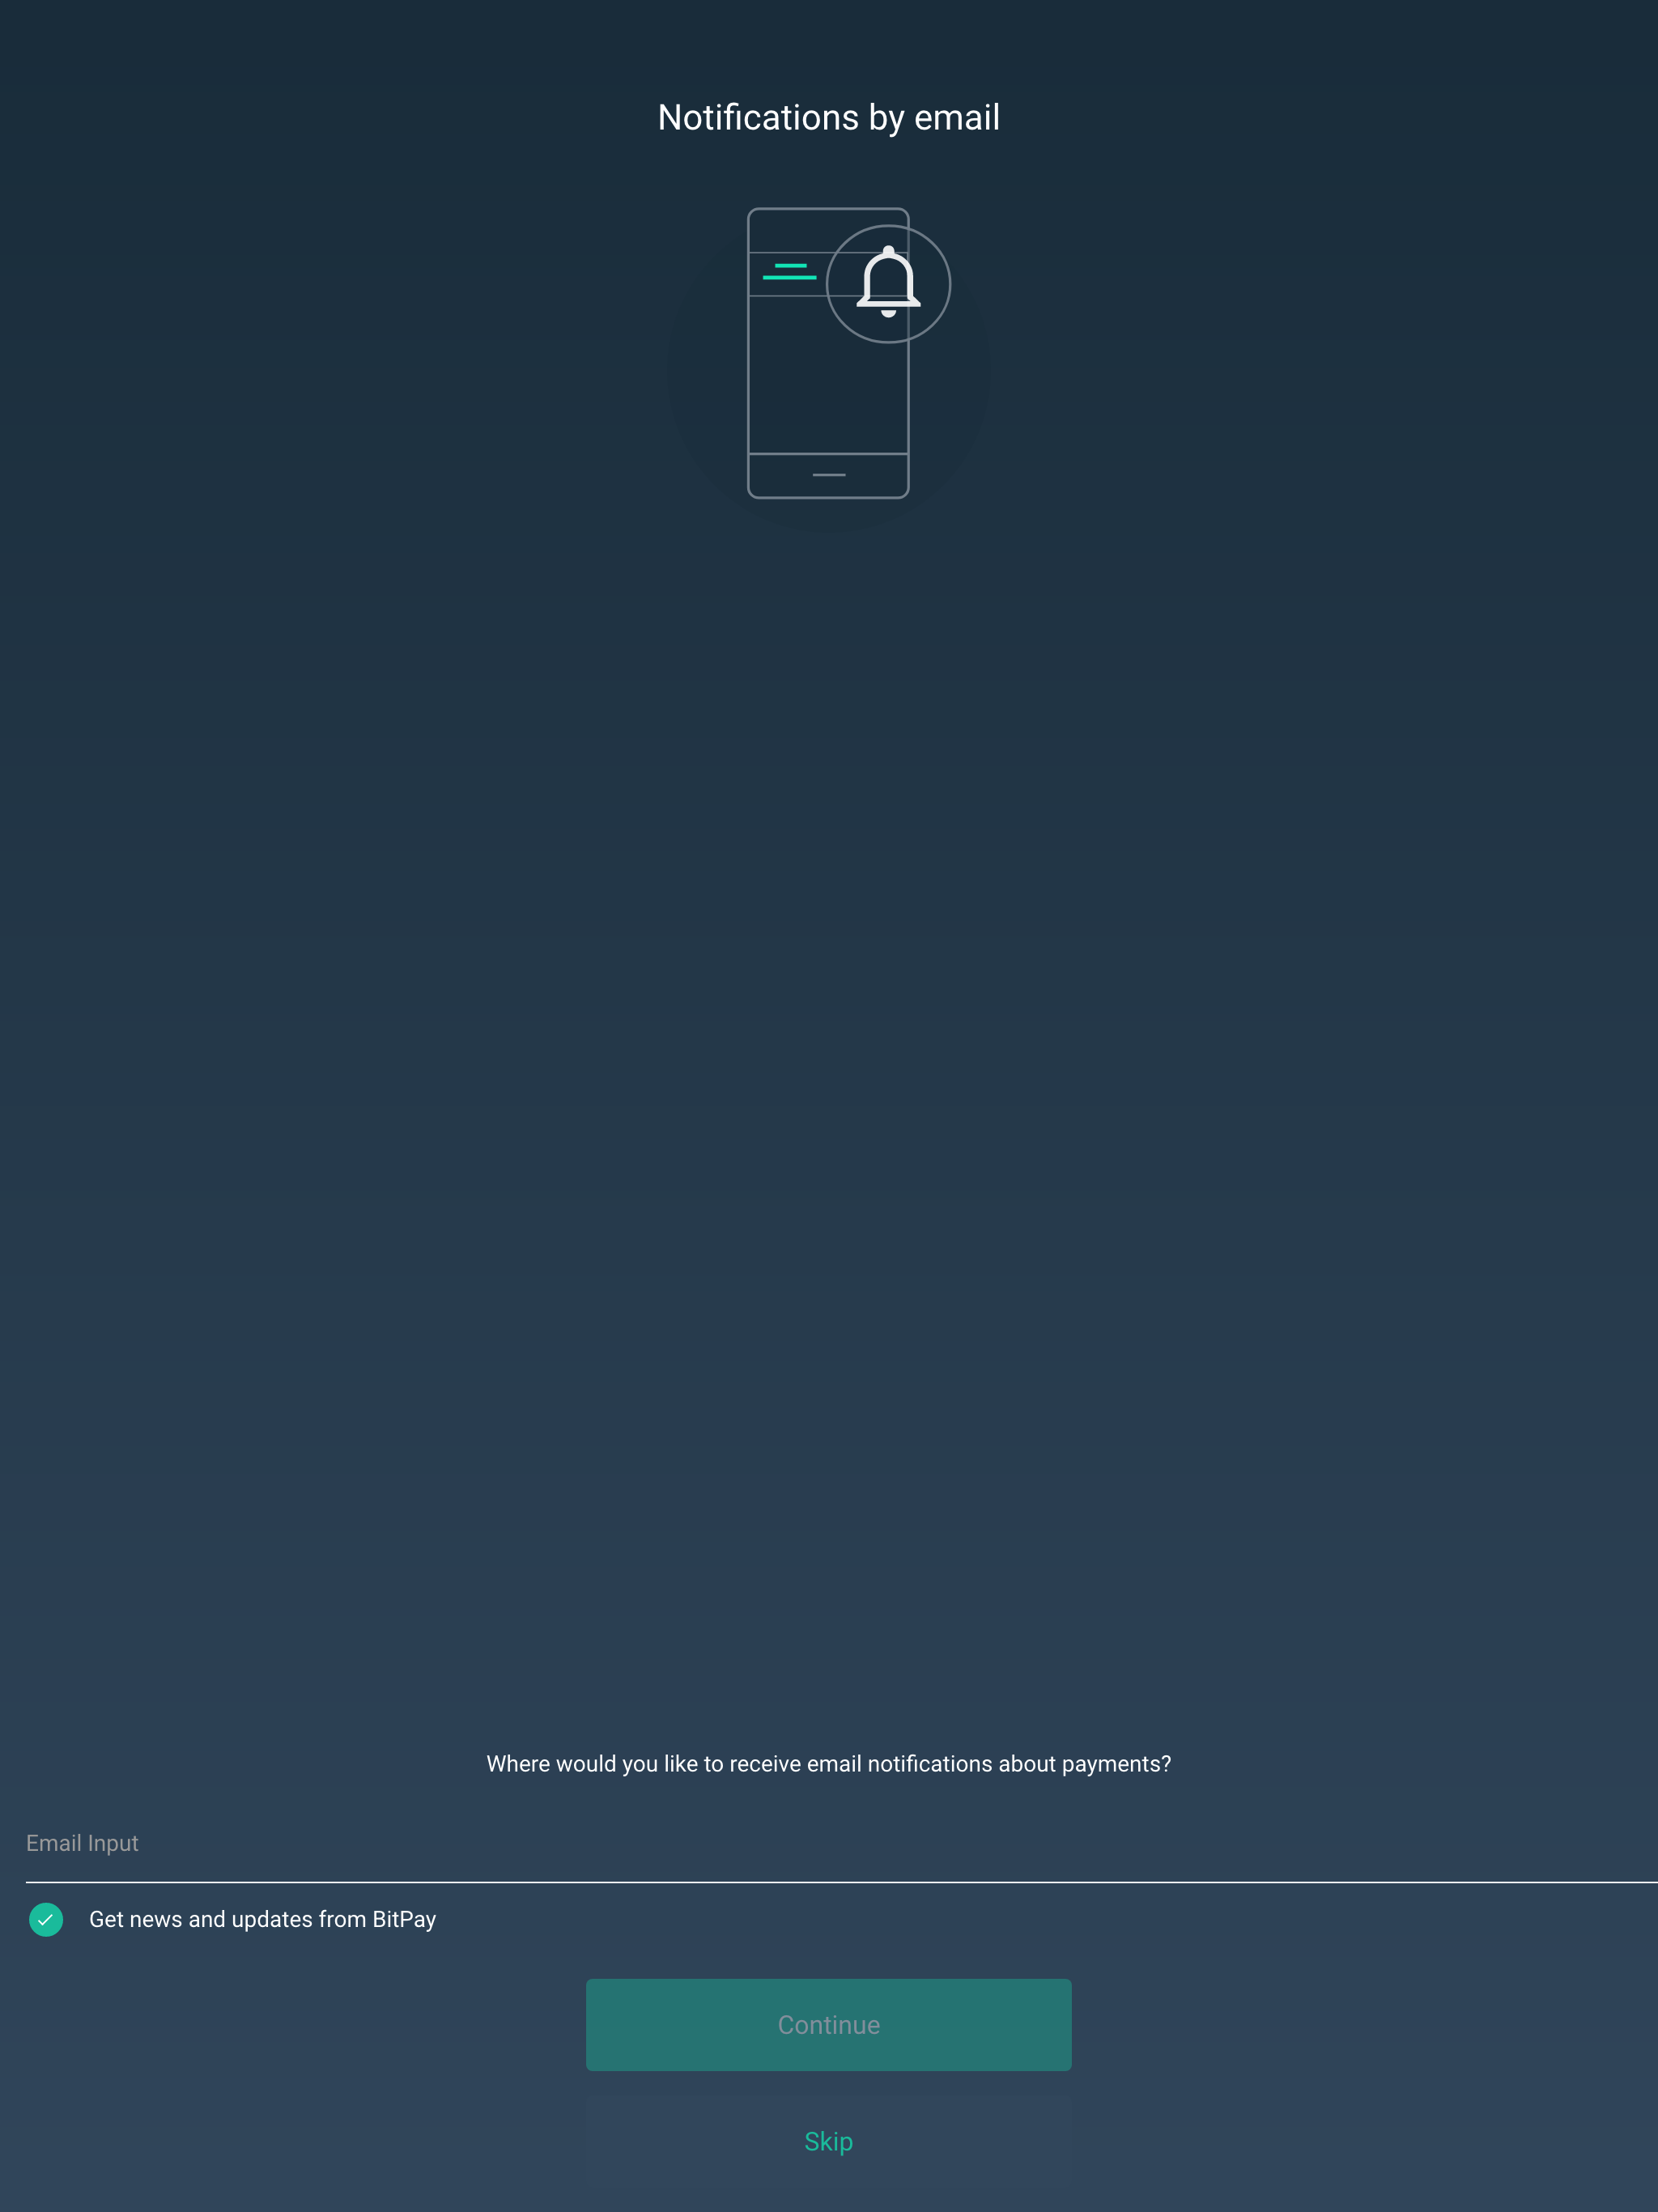 Notifications by email
Where would you like to receive email notifications about payments?
Email Input
Get news and updates from BitPay
Continue
Skip